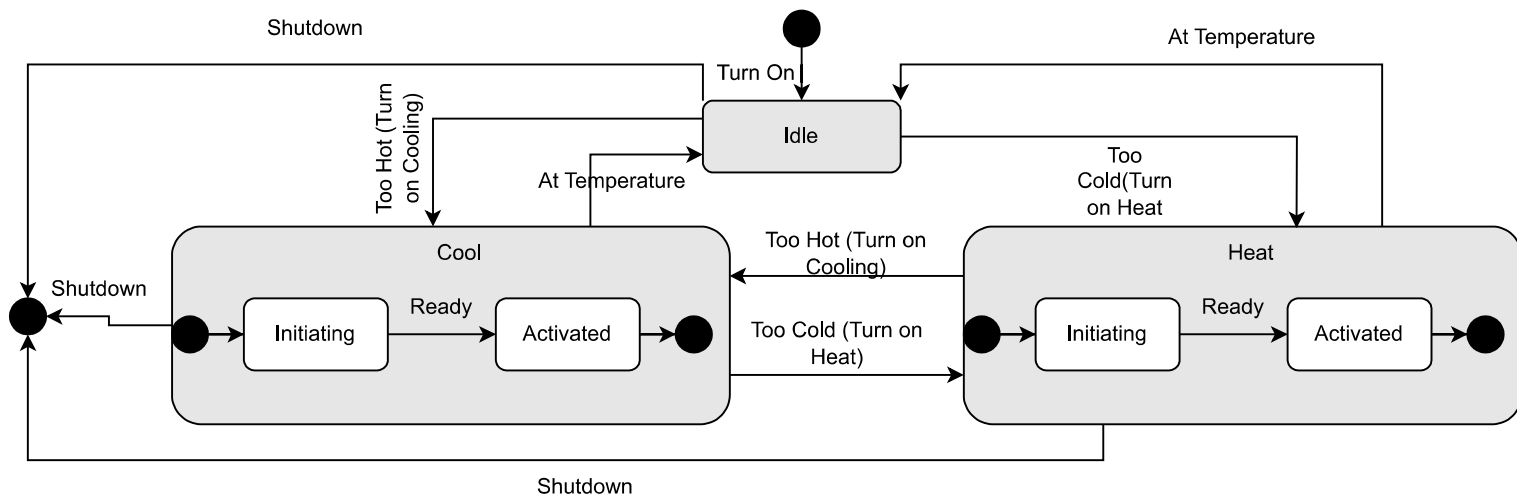 Shutdown
At Temperature
Turn On
Too Hot (Turn
on Cooling)
Idle
At Temperature
Too
Cold(Turn
on Heat
Cool
Too Hot (Turn on
Cooling)
Heat
Shutdown
Initiating
Ready
Activated
Too Cold (Turn on
Heat)
Initiating
Ready
Activated
Shutdown